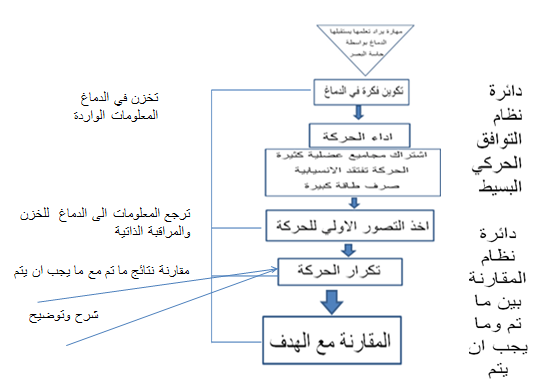 مهارة يراد تعلمها يستقبلها
الدماغ بواسطة
حاسة البصر
تكوين فكرة في الدماغ
اداء الحركة
اشتراك مجاميع عضلية كثيرة
الحركة تفتقد الانسيابية
صرف طاقة كبيرة
اخذ التصور الاولي للحركة
تكرار الحركة
المقارنة مع الهدف
دائرة
نظام
التوافق
الحركي
البسيط
دائرة
نظام
المقارنة
بين ما
تم وما
يجب ان
يتم
تخزن في الدماغ
المعلومات الواردة
ترجع المعلومات الى الدماغ للخزن
والمراقبة الذاتية
مقارنة نتائج ما تم مع ما يجب ان يتم
شرح وتوضيح